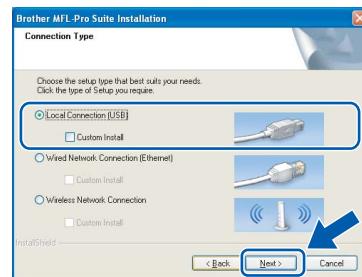 Brother MFL-Pro Suite Installation
Connection Type
Choose the setup type that best suits your needs.
Click the type of Setup you require.
Local Connection (USB)
Custom Install
Wired Network Connection (Ethernet)
Custom Install
Wireless Network Connection
Custom Install
InstallShield
< Back Next > Cancel